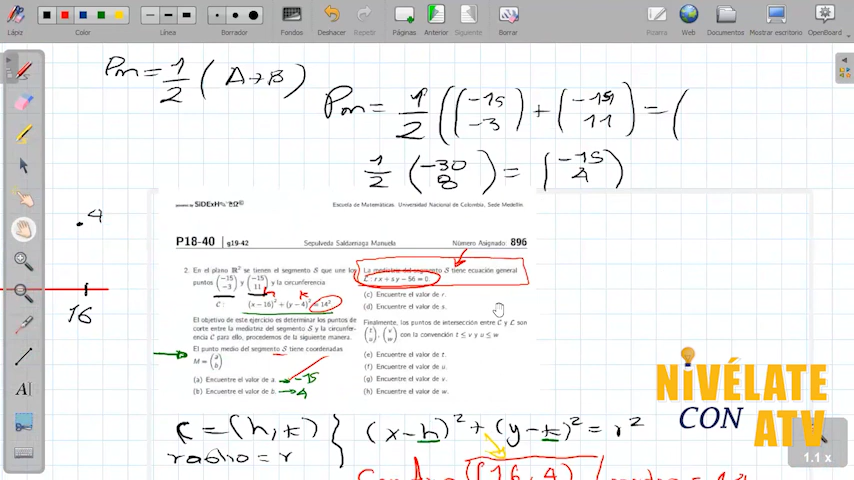 Lápiz
Color
Borrador
Fondos
Deshacer
Repetir
Páginas
Anterior
Siguiente
Borrar
Pizarra
Web
Documentos
Mostrar escritorio
OpenBoard
Pm = 1/2 (A+B)
Pm = 1/2 ((-15 -3) + (-15 11)) = (
1/2 (-30 8) = (-15 4)
.4
16
SiDExH
Escuela de Matemáticas. Universidad Nacional de Colombia, Sede Medellín.
P18-40 g19-42 Sepulveda Saldarriaga Manuela Número Asignado: 896
2. En el plano ℝ² se tienen el segmento S que une los
puntos (-15 -3) y (-15 11) y la circunferencia
h k
C : (x − 16)² + (y − 4)² = 14²
El objetivo de este ejercicio es determinar los puntos de
corte entre la mediatriz del segmento S y la circunferencia
C. Para ello, procedemos de la siguiente manera.
El punto medio del segmento S tiene coordenadas
M = (a b)
(a) Encuentre el valor de a. -15
(b) Encuentre el valor de b. 4
La mediatriz del segmento S tiene ecuación general
L : r x + s y − 56 = 0
(c) Encuentre el valor de r.
(d) Encuentre el valor de s.
Finalmente, los puntos de intersección entre C y L son
(t u), (v w) con la convención t ≤ v y u ≤ w
(e) Encuentre el valor de t.
(f) Encuentre el valor de u.
(g) Encuentre el valor de v.
(h) Encuentre el valor de w.
NIVÉLATE
CON
ATV
C = (h, k)
radio = r
(x-h)² + (y-k)² = r²
(16, 4)
1.1 x